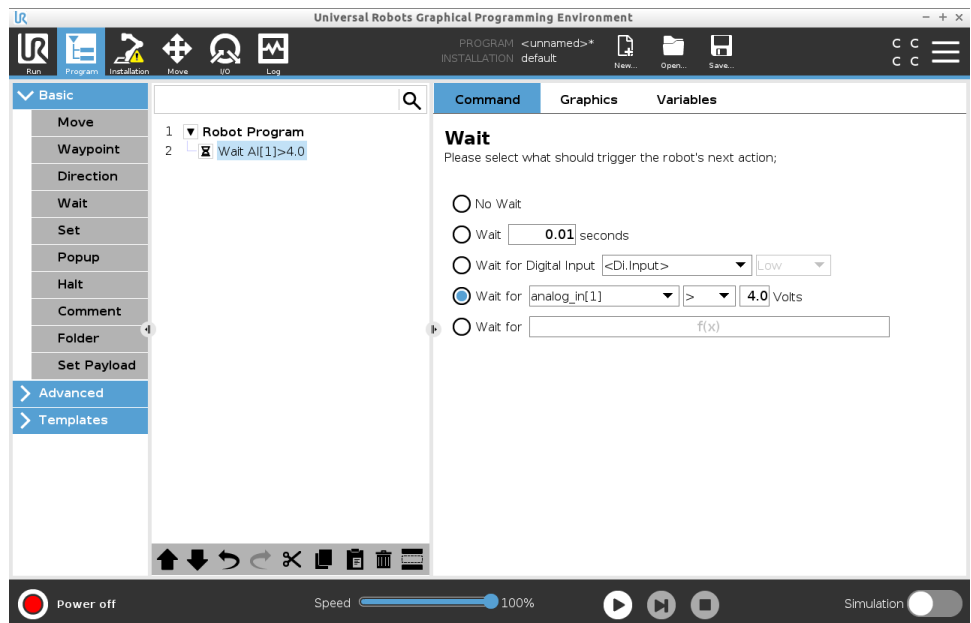 Universal Robots Graphical Programming Environment
UR
Run
Program
Installation
Move
I/O
Log
PROGRAM <unnamed>*
INSTALLATION default
New...
Open...
Save...
C C
C C
Basic
Move
Waypoint
Direction
Wait
Set
Popup
Halt
Comment
Folder
Set Payload
Advanced
Templates
1 Robot Program
2 Wait AI[1]>4.0
Command Graphics Variables
Wait
Please select what should trigger the robot's next action;
No Wait
Wait 0.01 seconds
Wait for Digital Input <Di.Input> Low
Wait for analog_in[1] > 4.0 Volts
Wait for f(x)
Power off
Speed 100%
Simulation